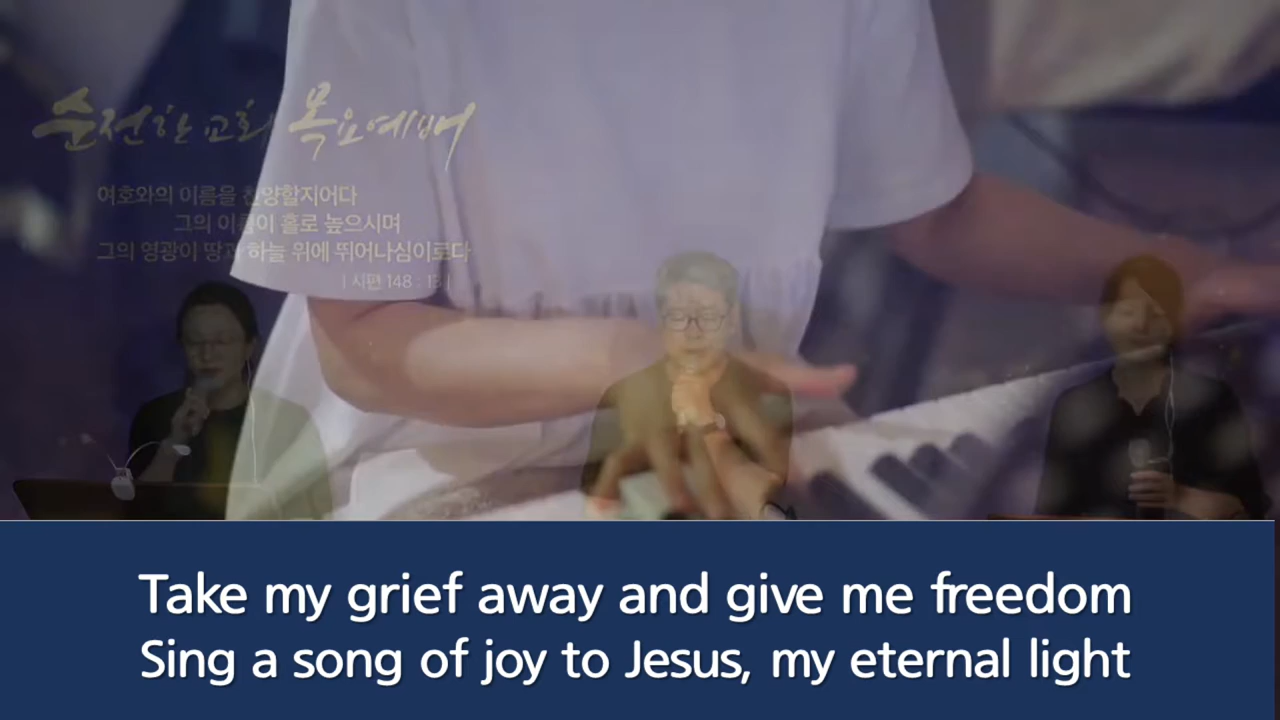 순전한 교회 목요예배
여호와의 이름을 찬양할지어다
그의 이름이 홀로 높으시며
그의 영광이 땅과 하늘 위에 뛰어나심이로다
| 시편 148 : 13 |
Take my grief away and give me freedom
Sing a song of joy to Jesus, my eternal light